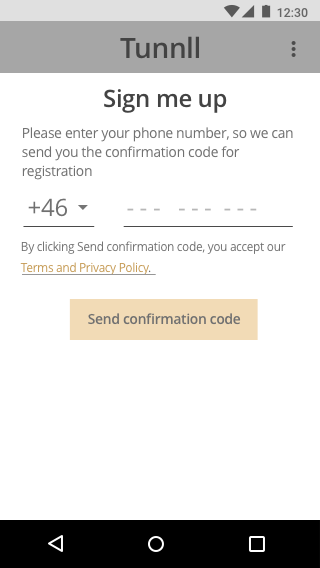 12:30
Tunnll
Sign me up
Please enter your phone number, so we can
send you the confirmation code for
registration
+46 --- --- ---
By clicking Send confirmation code, you accept our
Terms and Privacy Policy.
Send confirmation code